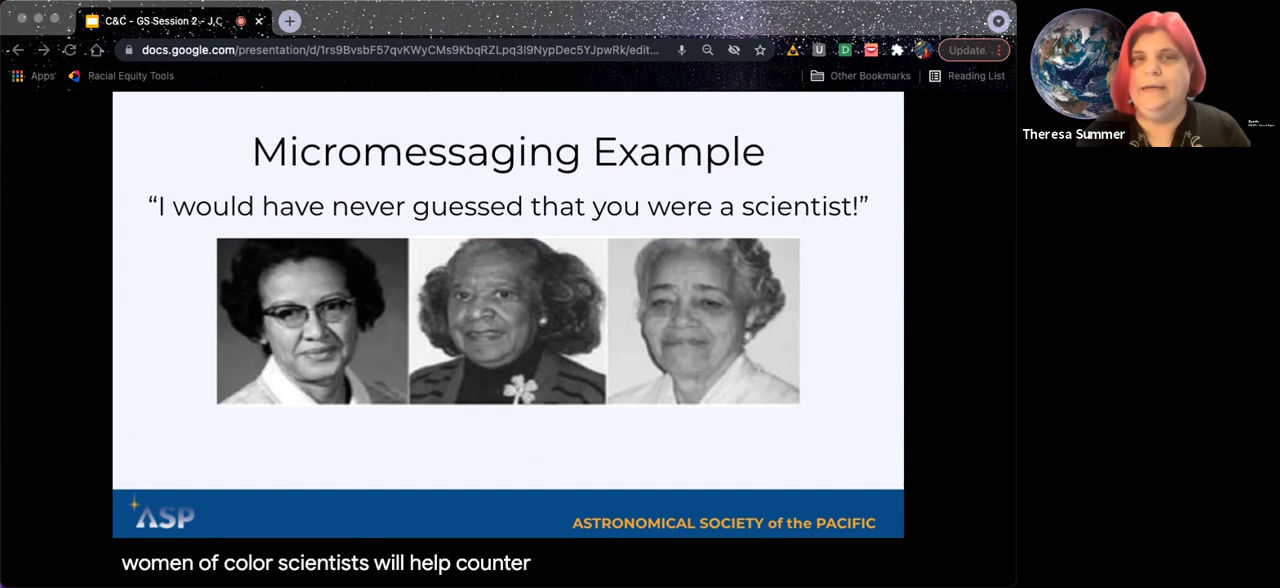 C&C - GS Session 2 - J,C
docs.google.com/presentation/d/1rs9BvsbF57qvKWyCMs9KbqRZLpq3I9NypDec5YJpwRk/edit...
Update
Apps
Racial Equity Tools
Other Bookmarks
Reading List
Theresa Summer
Micromessaging Example
“I would have never guessed that you were a scientist!”
ASP
ASTRONOMICAL SOCIETY of the PACIFIC
women of color scientists will help counter